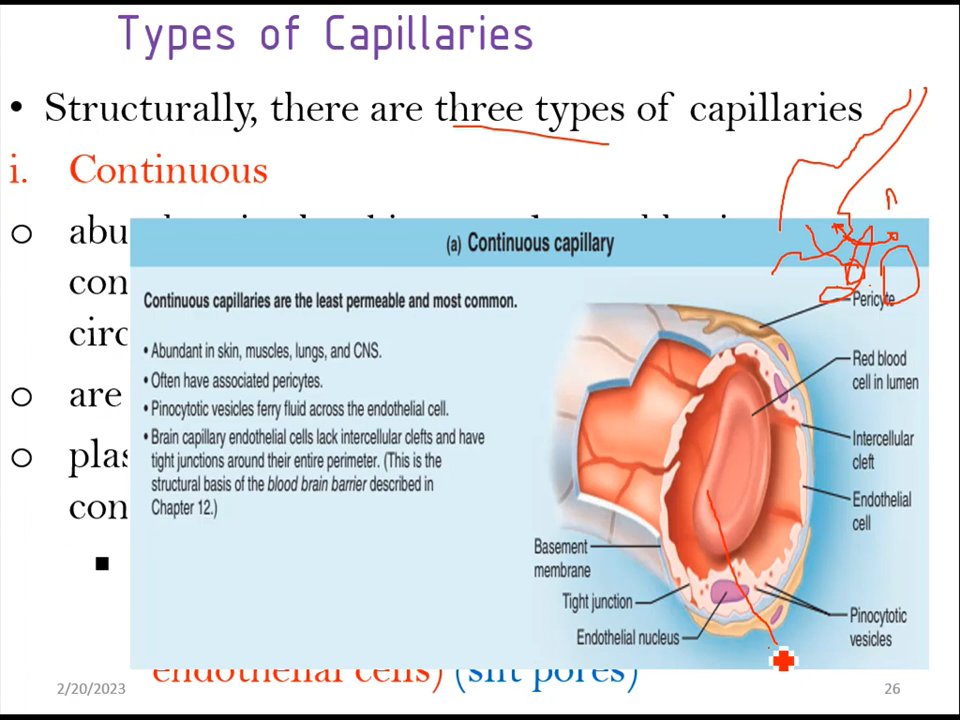 Types of Capillaries
• Structurally, there are three types of capillaries
i. Continuous
(a) Continuous capillary
Continuous capillaries are the least permeable and most common.
• Abundant in skin, muscles, lungs, and CNS.
• Often have associated pericytes.
• Pinocytotic vesicles ferry fluid across the endothelial cell.
• Brain capillary endothelial cells lack intercellular clefts and have
tight junctions around their entire perimeter. (This is the
structural basis of the blood brain barrier described in
Chapter 12.)
Pericyte
Red blood
cell in lumen
Intercellular
cleft
Endothelial
cell
Basement
membrane
Tight junction
Endothelial nucleus
Pinocytotic
vesicles
o are
endothelial cells) (slit pores)
2/20/2023
26